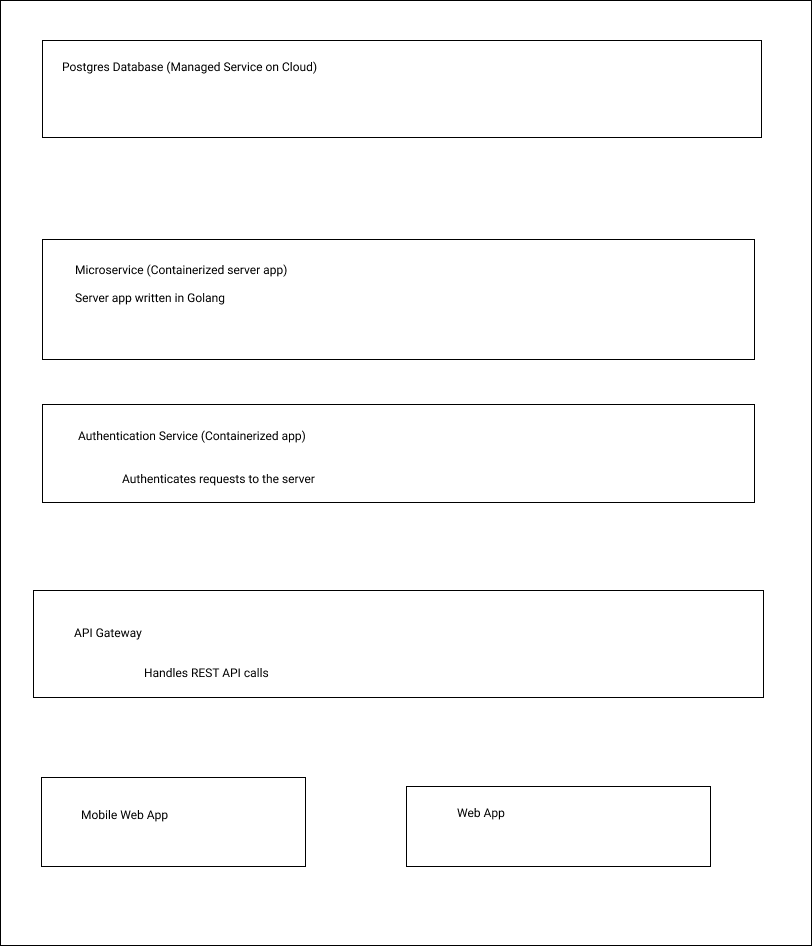 Postgres Database (Managed Service on Cloud)
Microservice (Containerized server app)
Server app written in Golang
Authentication Service (Containerized app)
Authenticates requests to the server
API Gateway
Handles REST API calls
Mobile Web App
Web App